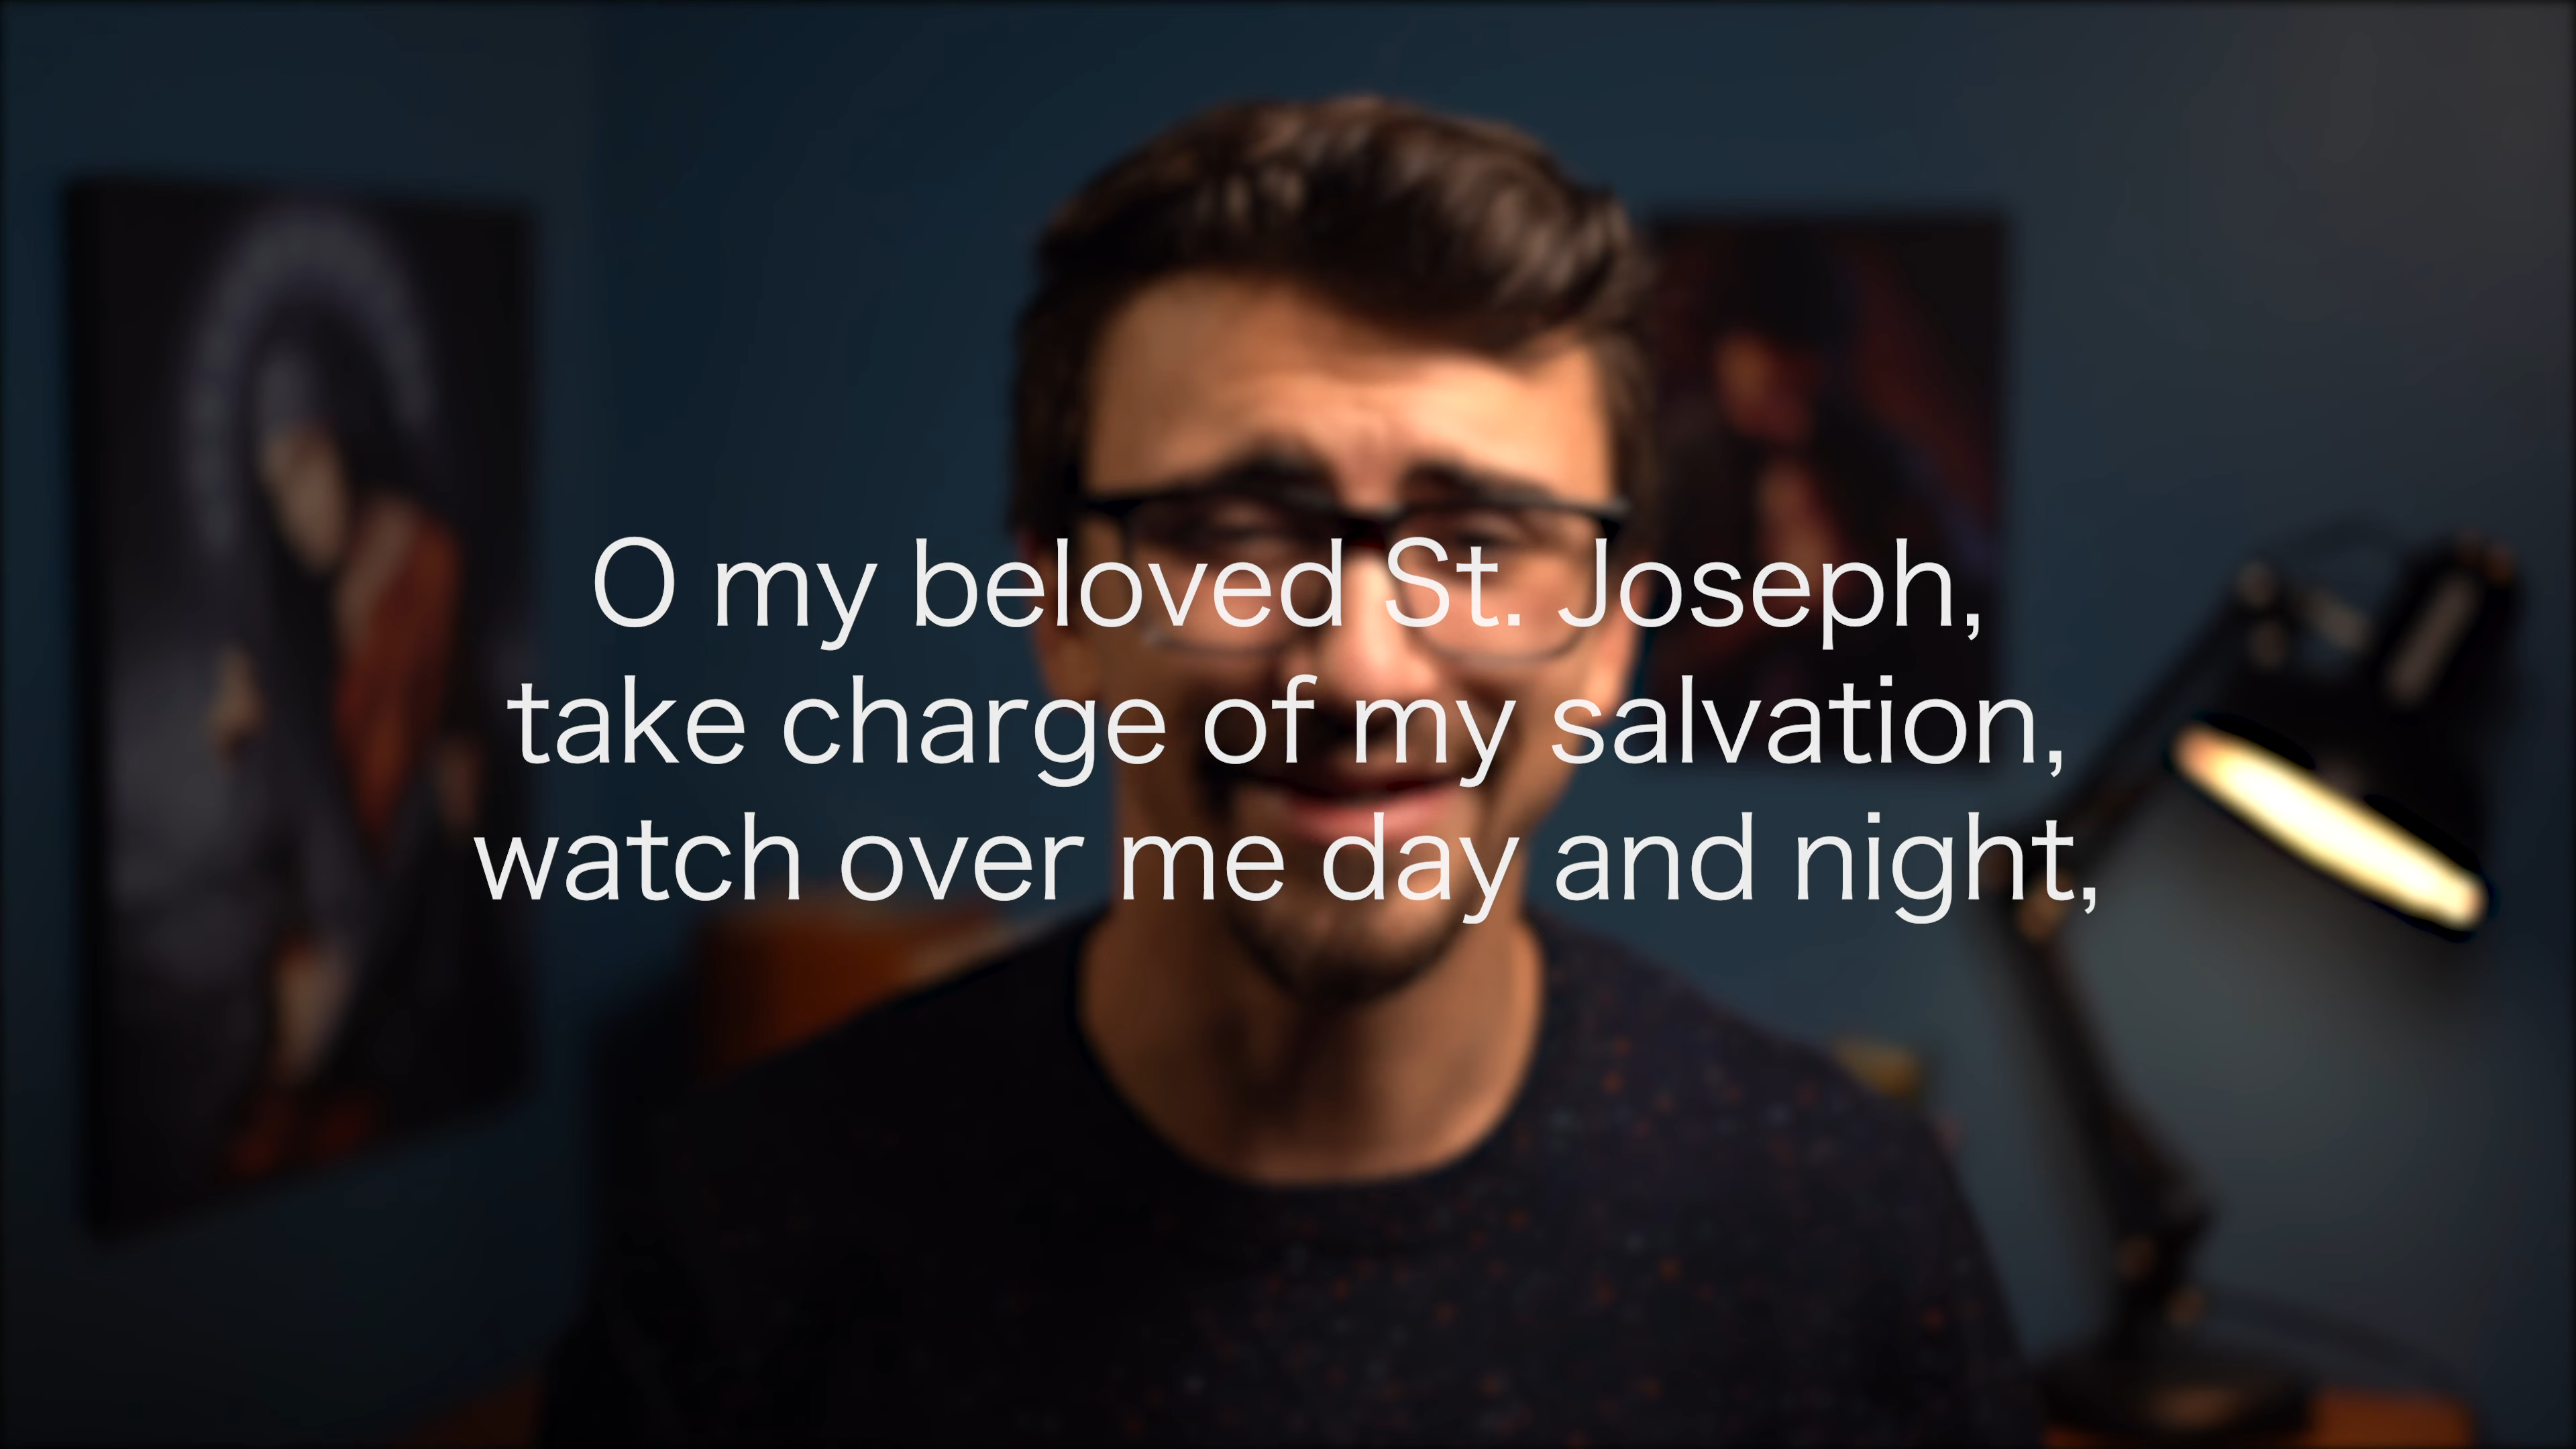 O my beloved St. Joseph,
take charge of my salvation,
watch over me day and night,